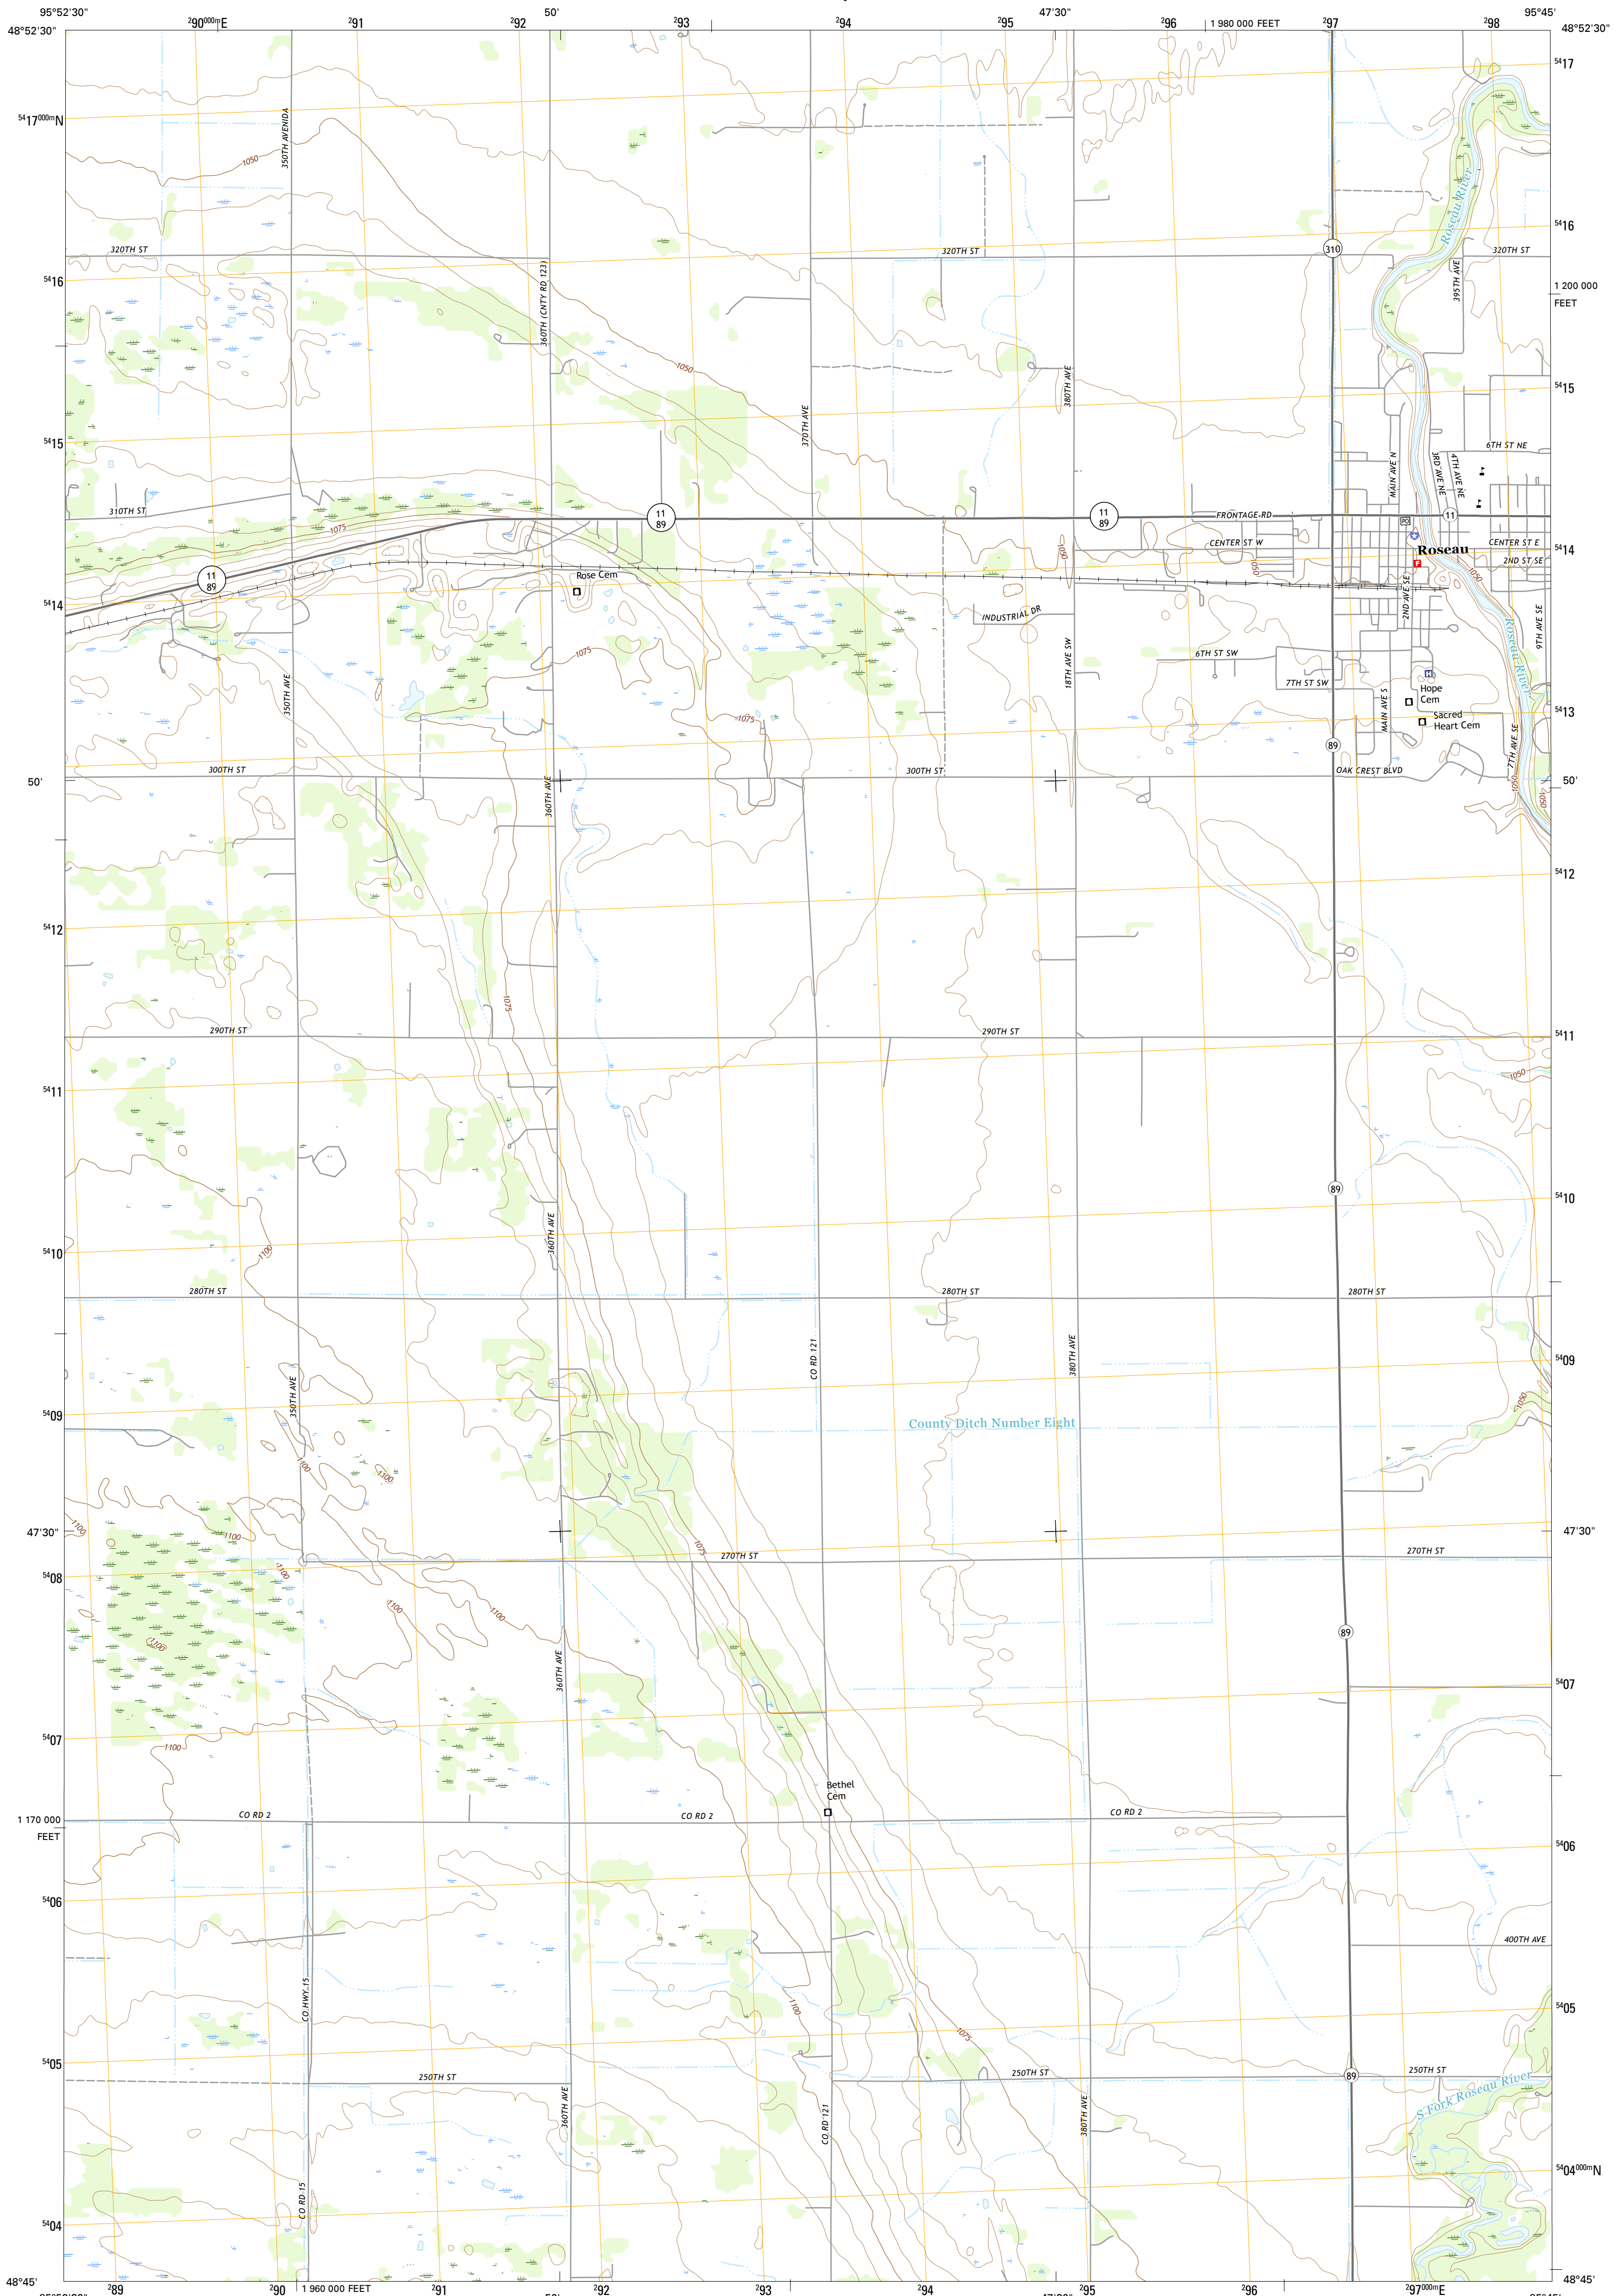 95°52'30"
²90⁰⁰⁰ᵐE
²91
²92
50'
²93
²94
²95
47'30"
²96
1 980 000 FEET
²97
²98
95°45'
48°52'30"
48°52'30"
⁵⁴17
⁵⁴17⁰⁰⁰ᵐN
350TH AVENIDA
1050
Roseau River
⁵⁴16
320TH ST
320TH ST
310
320TH ST
395TH AVE
⁵⁴16
360TH (CNTY RD 123)
1 200 000
FEET
1050
380TH AVE
⁵⁴15
370TH AVE
⁵⁴15
6TH ST NE
MAIN AVE N
3RD AVE NE
4TH AVE NE
310TH ST
1075
11
89
11
89
FRONTAGE RD
PO
11
CENTER ST W
1050
1050
Roseau
CENTER ST E
⁵⁴14
2ND ST SE
F
1050
11
89
Rose Cem
⁵⁴14
INDUSTRIAL DR
2ND AVE SE
9TH AVE SE
Roseau River
1075
18TH AVE SW
6TH ST SW
7TH ST SW
H
Hope
Cem
350TH AVE
MAIN AVE S
Sacred
Heart Cem
⁵⁴13
1075
89
7TH AVE SE
300TH ST
300TH ST
OAK CREST BLVD
50'
50'
360TH AVE
1050
1050
⁵⁴12
⁵⁴12
1075
290TH ST
290TH ST
⁵⁴11
1050
⁵⁴11
89
⁵⁴10
360TH AVE
1100
⁵⁴10
280TH ST
280TH ST
280TH ST
CO RD 121
380TH AVE
⁵⁴09
350TH AVE
1050
⁵⁴09
County Ditch Number Eight
1100
1100
1100
1100
47'30"
47'30"
1075
270TH ST
270TH ST
1100
⁵⁴08
1100
1100
1100
89
360TH AVE
⁵⁴07
⁵⁴07
1100
Bethel
Cem
CO RD 2
CO RD 2
CO RD 2
1 170 000
FEET
⁵⁴06
⁵⁴06
400TH AVE
CO HWY 15
1100
⁵⁴05
1075
⁵⁴05
250TH ST
250TH ST
89
250TH ST
S Fork Roseau River
360TH AVE
CO RD 121
380TH AVE
⁵⁴04⁰⁰⁰ᵐN
CO RD 15
⁵⁴04
48°45'
48°45'
²89
²90
1 960 000 FEET
²91
²92
²93
²94
²95
²96
²97⁰⁰⁰ᵐE